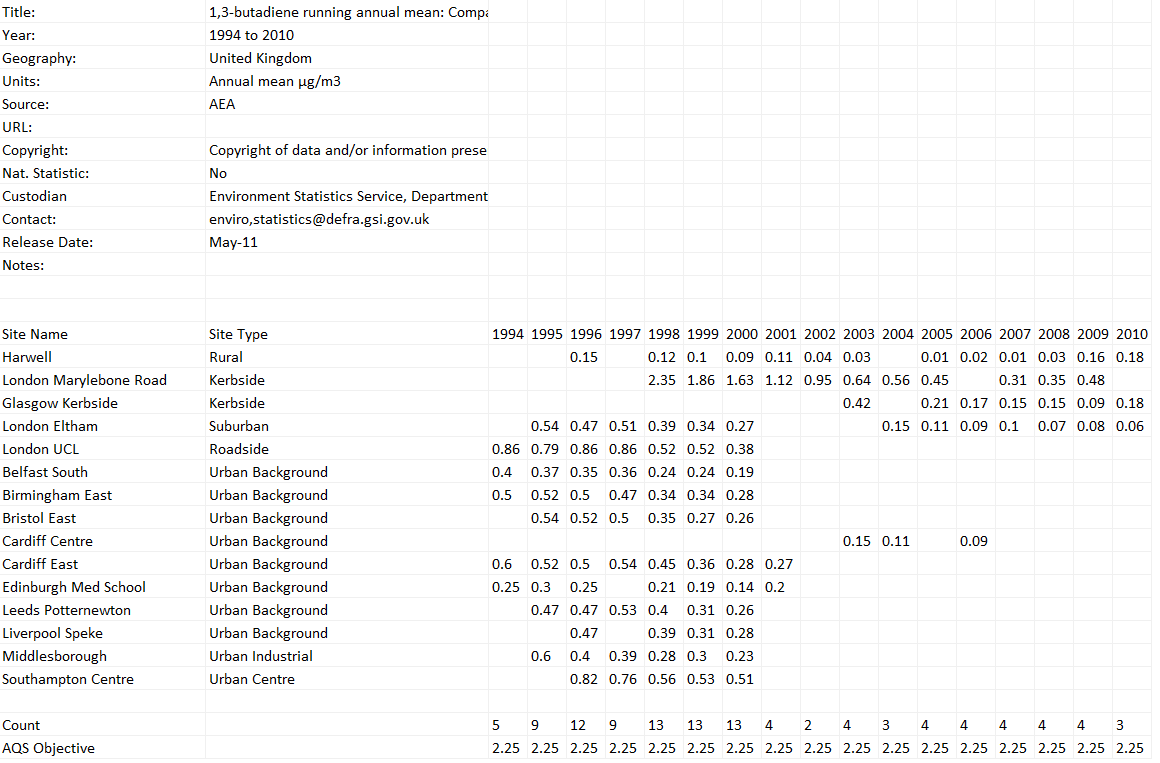 Title: 1,3-butadiene running annual mean: Compa
Year: 1994 to 2010
Geography: United Kingdom
Units: Annual mean µg/m3
Source: AEA
URL:
Copyright: Copyright of data and/or information prese
Nat. Statistic: No
Custodian Environment Statistics Service, Department
Contact: enviro,statistics@defra.gsi.gov.uk
Release Date: May-11
Notes:
Site Name Site Type 1994 1995 1996 1997 1998 1999 2000 2001 2002 2003 2004 2005 2006 2007 2008 2009 2010
Harwell Rural 0.15 0.12 0.1 0.09 0.11 0.04 0.03 0.01 0.02 0.01 0.03 0.16 0.18
London Marylebone Road Kerbside 2.35 1.86 1.63 1.12 0.95 0.64 0.56 0.45 0.31 0.35 0.48
Glasgow Kerbside Kerbside 0.42 0.21 0.17 0.15 0.15 0.09 0.18
London Eltham Suburban 0.54 0.47 0.51 0.39 0.34 0.27 0.15 0.11 0.09 0.1 0.07 0.08 0.06
London UCL Roadside 0.86 0.79 0.86 0.86 0.52 0.52 0.38
Belfast South Urban Background 0.4 0.37 0.35 0.36 0.24 0.24 0.19
Birmingham East Urban Background 0.5 0.52 0.5 0.47 0.34 0.34 0.28
Bristol East Urban Background 0.54 0.52 0.5 0.35 0.27 0.26
Cardiff Centre Urban Background 0.15 0.11 0.09
Cardiff East Urban Background 0.6 0.52 0.5 0.54 0.45 0.36 0.28 0.27
Edinburgh Med School Urban Background 0.25 0.3 0.25 0.21 0.19 0.14 0.2
Leeds Potternewton Urban Background 0.47 0.47 0.53 0.4 0.31 0.26
Liverpool Speke Urban Background 0.47 0.39 0.31 0.28
Middlesborough Urban Industrial 0.6 0.4 0.39 0.28 0.3 0.23
Southampton Centre Urban Centre 0.82 0.76 0.56 0.53 0.51
Count 5 9 12 9 13 13 13 4 2 4 3 4 4 4 4 4 3
AQS Objective 2.25 2.25 2.25 2.25 2.25 2.25 2.25 2.25 2.25 2.25 2.25 2.25 2.25 2.25 2.25 2.25 2.25